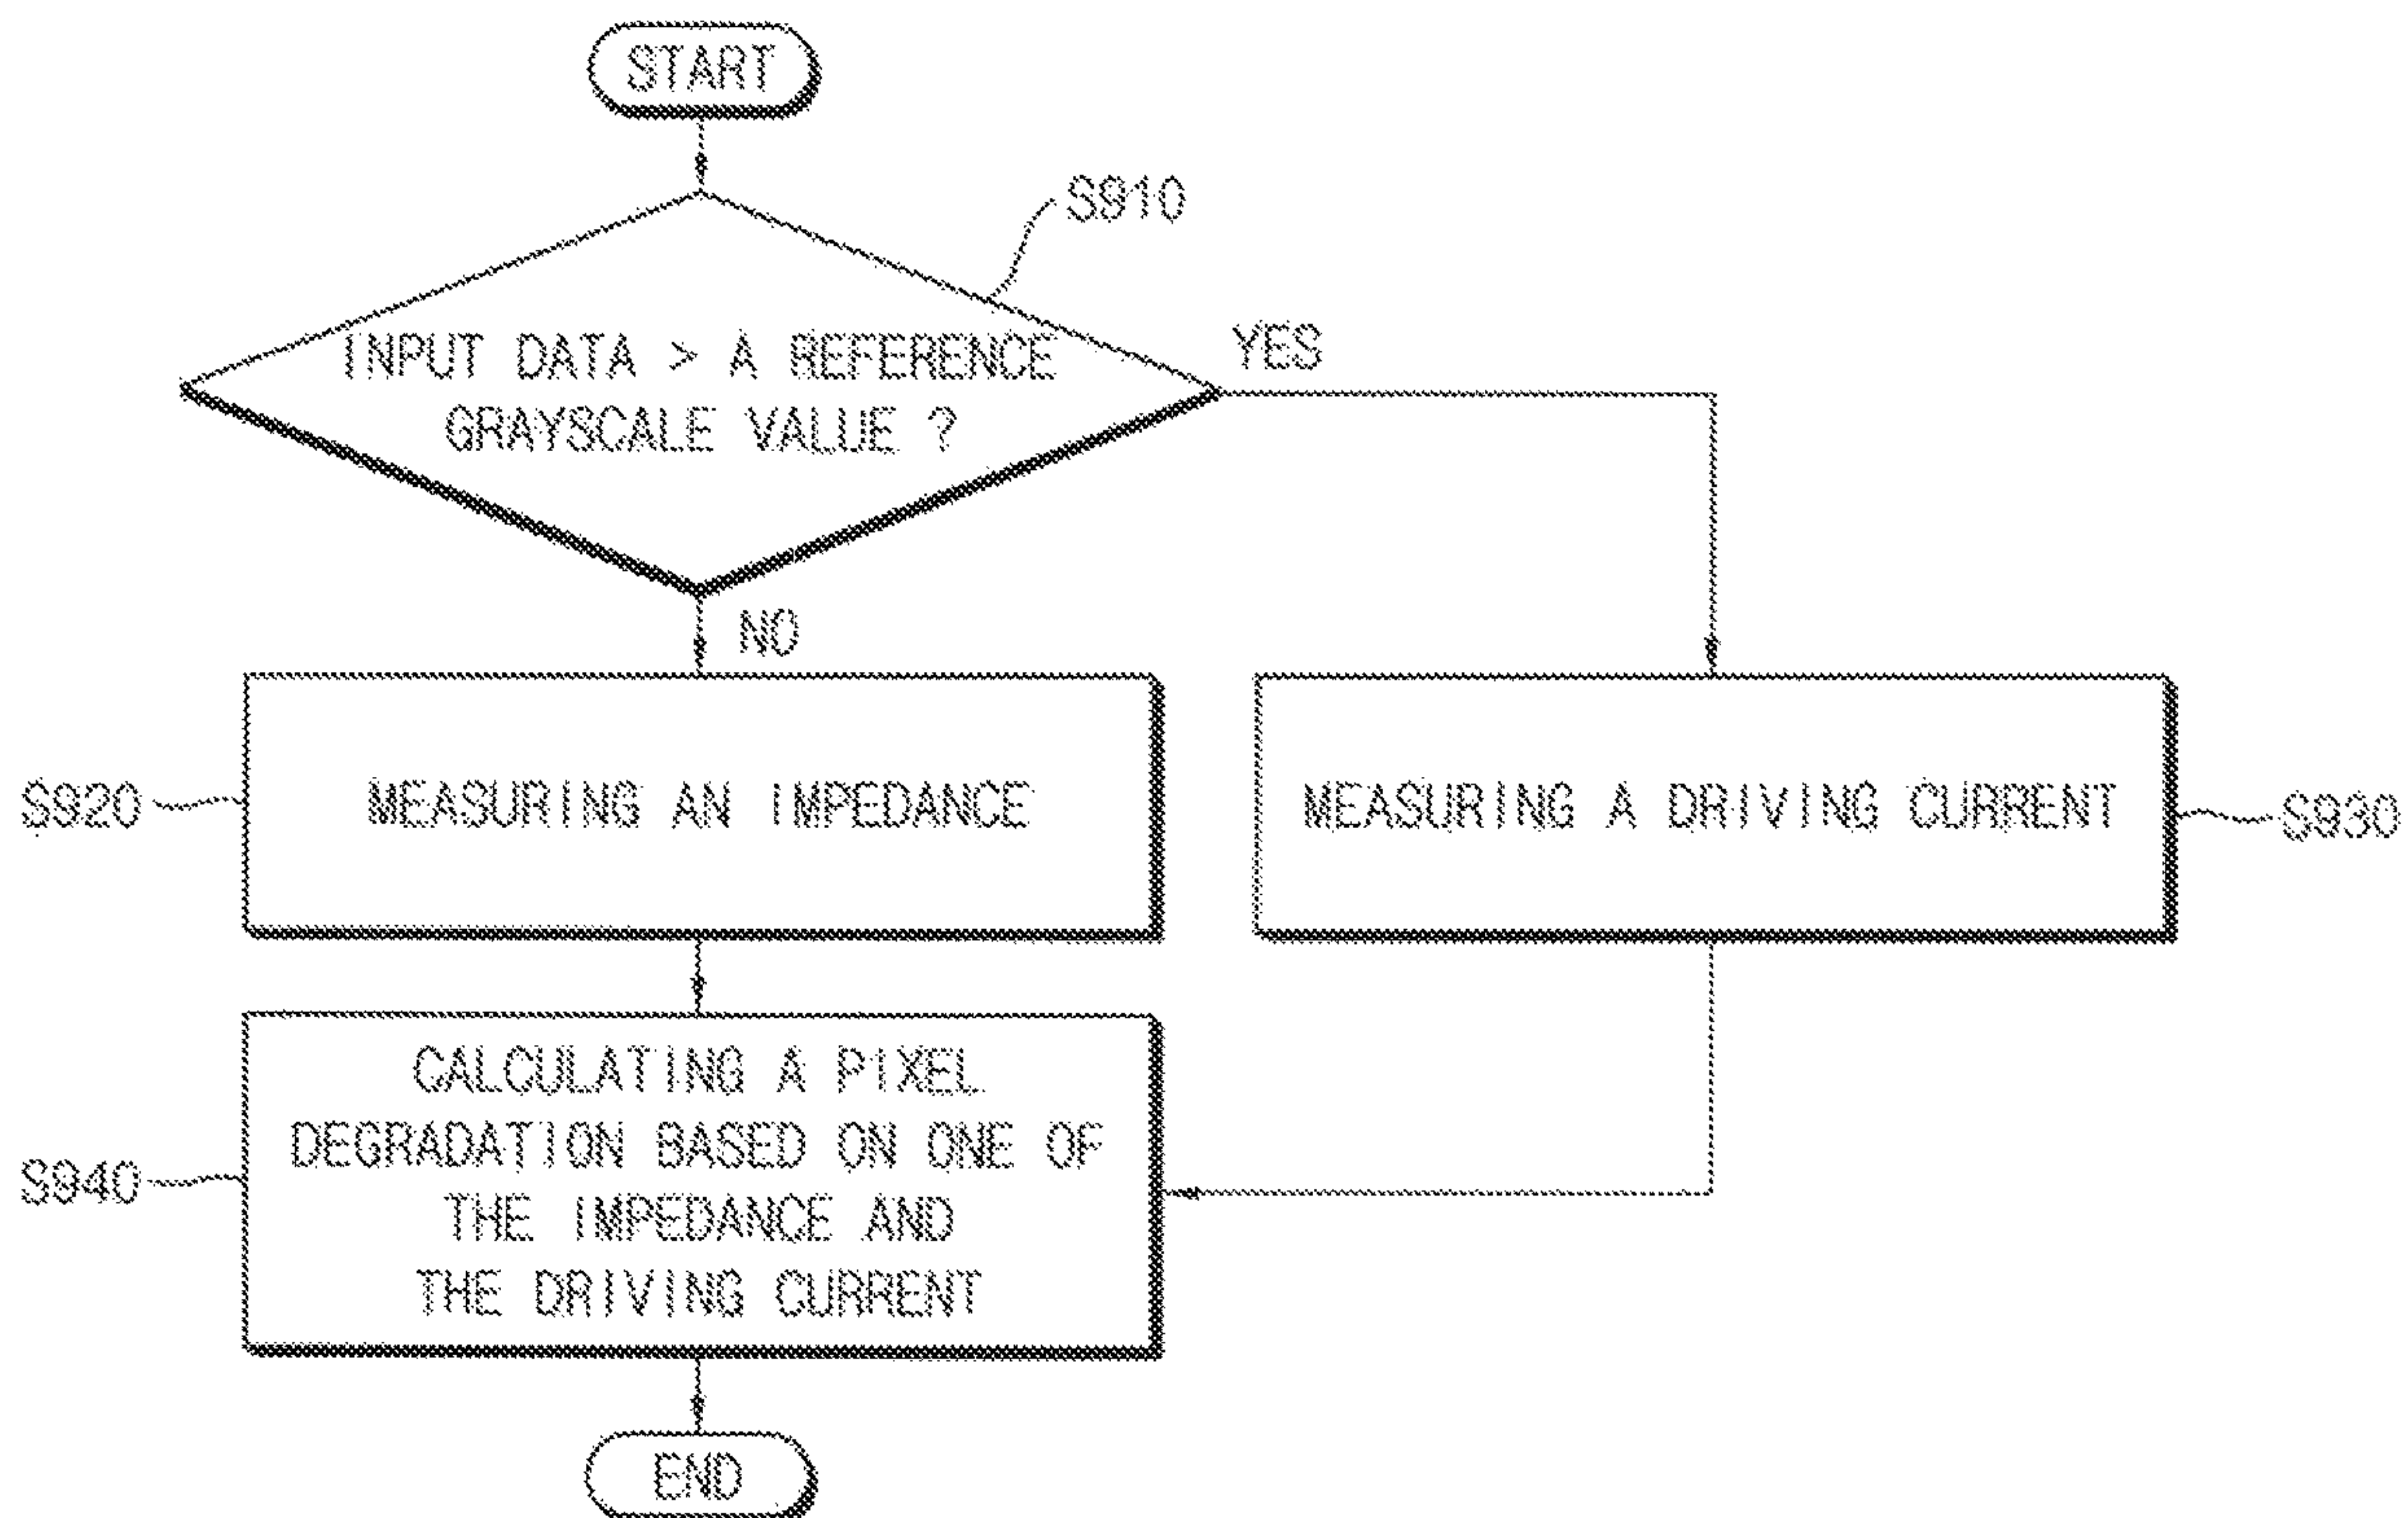 START
S910
INPUT DATA > A REFERENCE
GRAYSCALE VALUE ?
YES
NO
S920
MEASURING AN IMPEDANCE
MEASURING A DRIVING CURRENT
S930
S940
CALCULATING A PIXEL
DEGRADATION BASED ON ONE OF
THE IMPEDANCE AND
THE DRIVING CURRENT
END